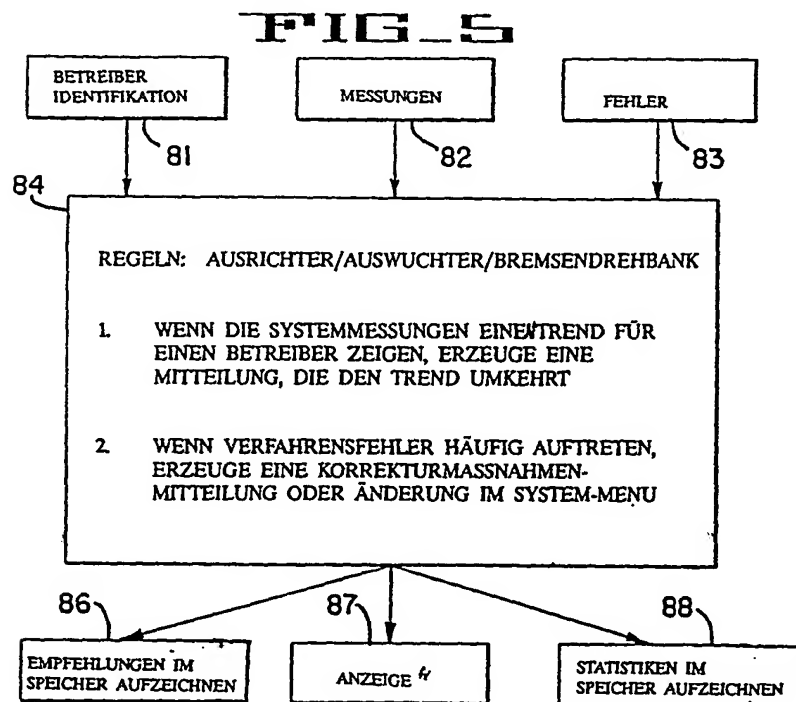 FIG_5
BETREIBER
IDENTIFIKATION
MESSUNGEN
FEHLER
81
82
83
84
REGELN: AUSRICHTER/AUSWUCHTER/BREMSENDREHBANK
1. WENN DIE SYSTEMMESSUNGEN EINEN TREND FÜR
EINEN BETREIBER ZEIGEN, ERZEUGE EINE
MITTEILUNG, DIE DEN TREND UMKEHRT
2. WENN VERFAHRENSFEHLER HÄUFIG AUFTRETEN,
ERZEUGE EINE KORREKTURMASSNAHMEN-
MITTEILUNG ODER ÄNDERUNG IM SYSTEM-MENU
86
87
88
EMPFEHLUNGEN IM
SPEICHER AUFZEICHNEN
ANZEIGE
STATISTIKEN IM
SPEICHER AUFZEICHNEN